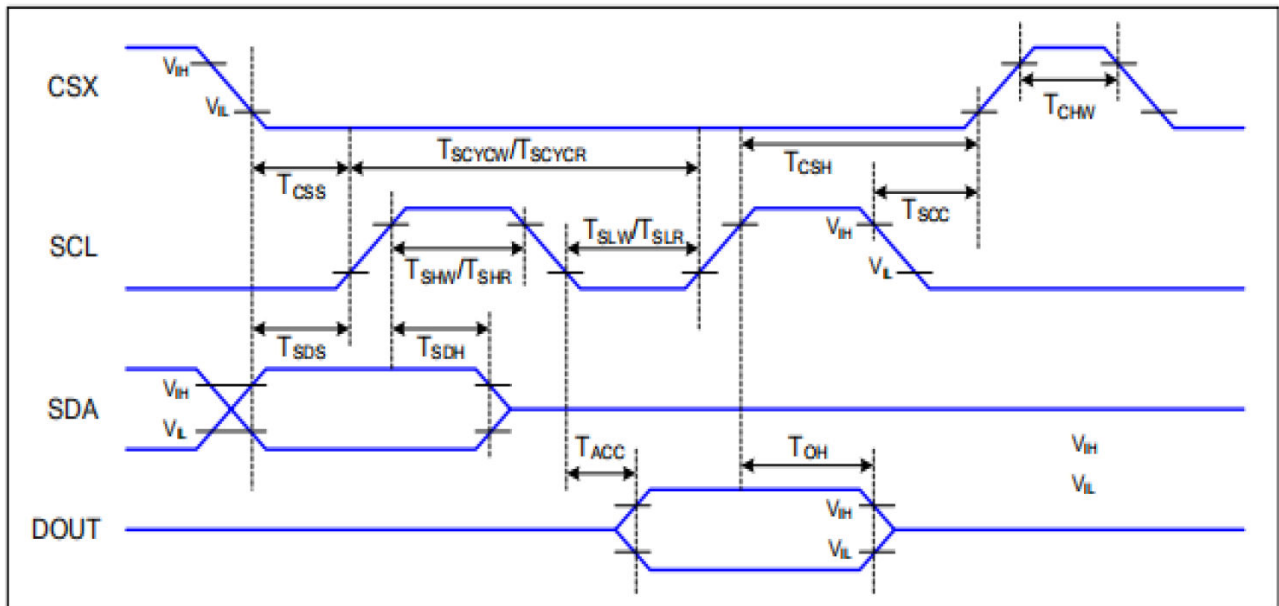 CSX
VIH
VIL
TCHW
TSCYCW/TSCYCR
TCSS
TCSH
TSCC
SCL
TSLW/TSLR
VIH
VIL
TSHW/TSHR
TSDS
TSDH
SDA
VIH
VIL
TACC
TOH
VIH
VIL
DOUT
VIH
VIL